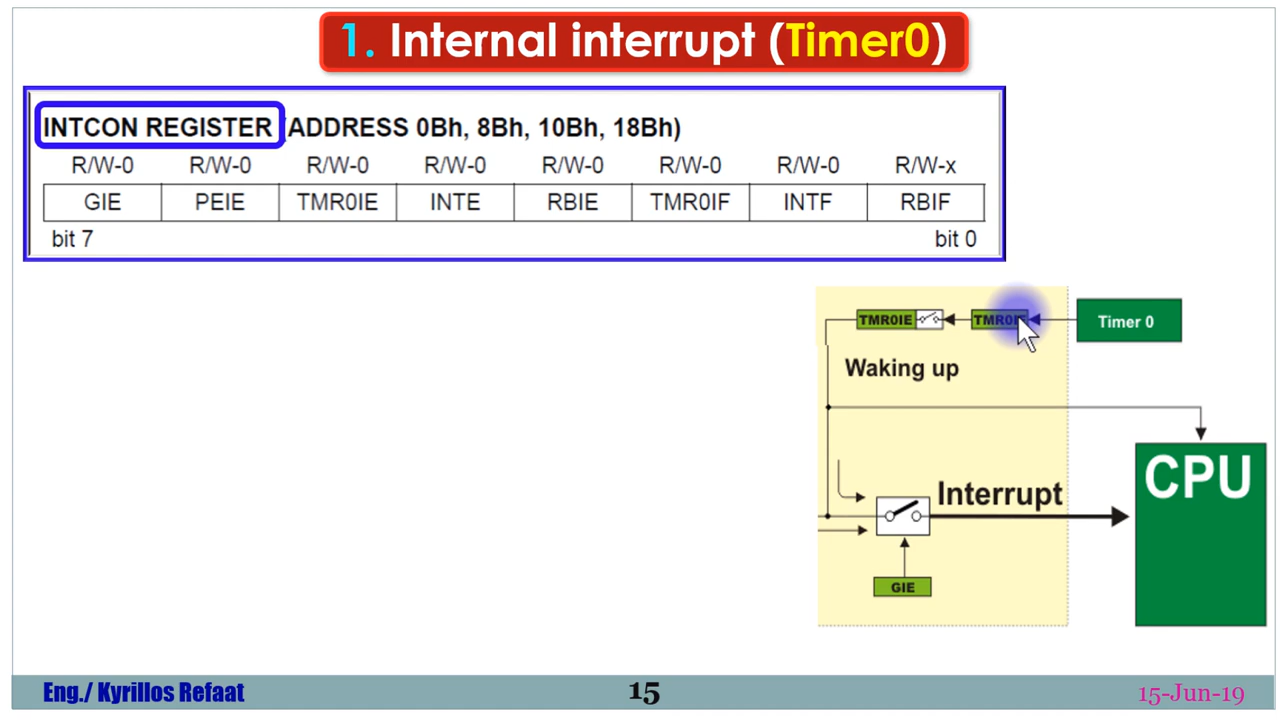 1. Internal interrupt (Timer0)
INTCON REGISTER (ADDRESS 0Bh, 8Bh, 10Bh, 18Bh)
R/W-0 R/W-0 R/W-0 R/W-0 R/W-0 R/W-0 R/W-0 R/W-x
GIE PEIE TMR0IE INTE RBIE TMR0IF INTF RBIF
bit 7 bit 0
TMR0IE TMR0IF Timer 0
Waking up
CPU
Interrupt
GIE
Eng./ Kyrillos Refaat 15 15-Jun-19